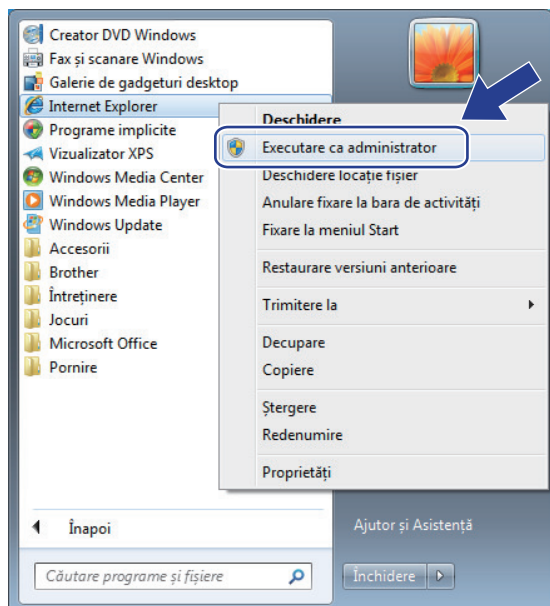 Creator DVD Windows
Fax și scanare Windows
Galerie de gadgeturi desktop
Internet Explorer
Programe implicite
Vizualizator XPS
Windows Media Center
Windows Media Player
Windows Update
Accesorii
Brother
Întreținere
Jocuri
Microsoft Office
Pornire
Înapoi
Căutare programe și fișiere
Deschidere
Executare ca administrator
Deschidere locație fișier
Anulare fixare la bara de activități
Fixare la meniul Start
Restaurare versiuni anterioare
Trimitere la
Decupare
Copiere
Ștergere
Redenumire
Proprietăți
Ajutor și Asistență
Închidere